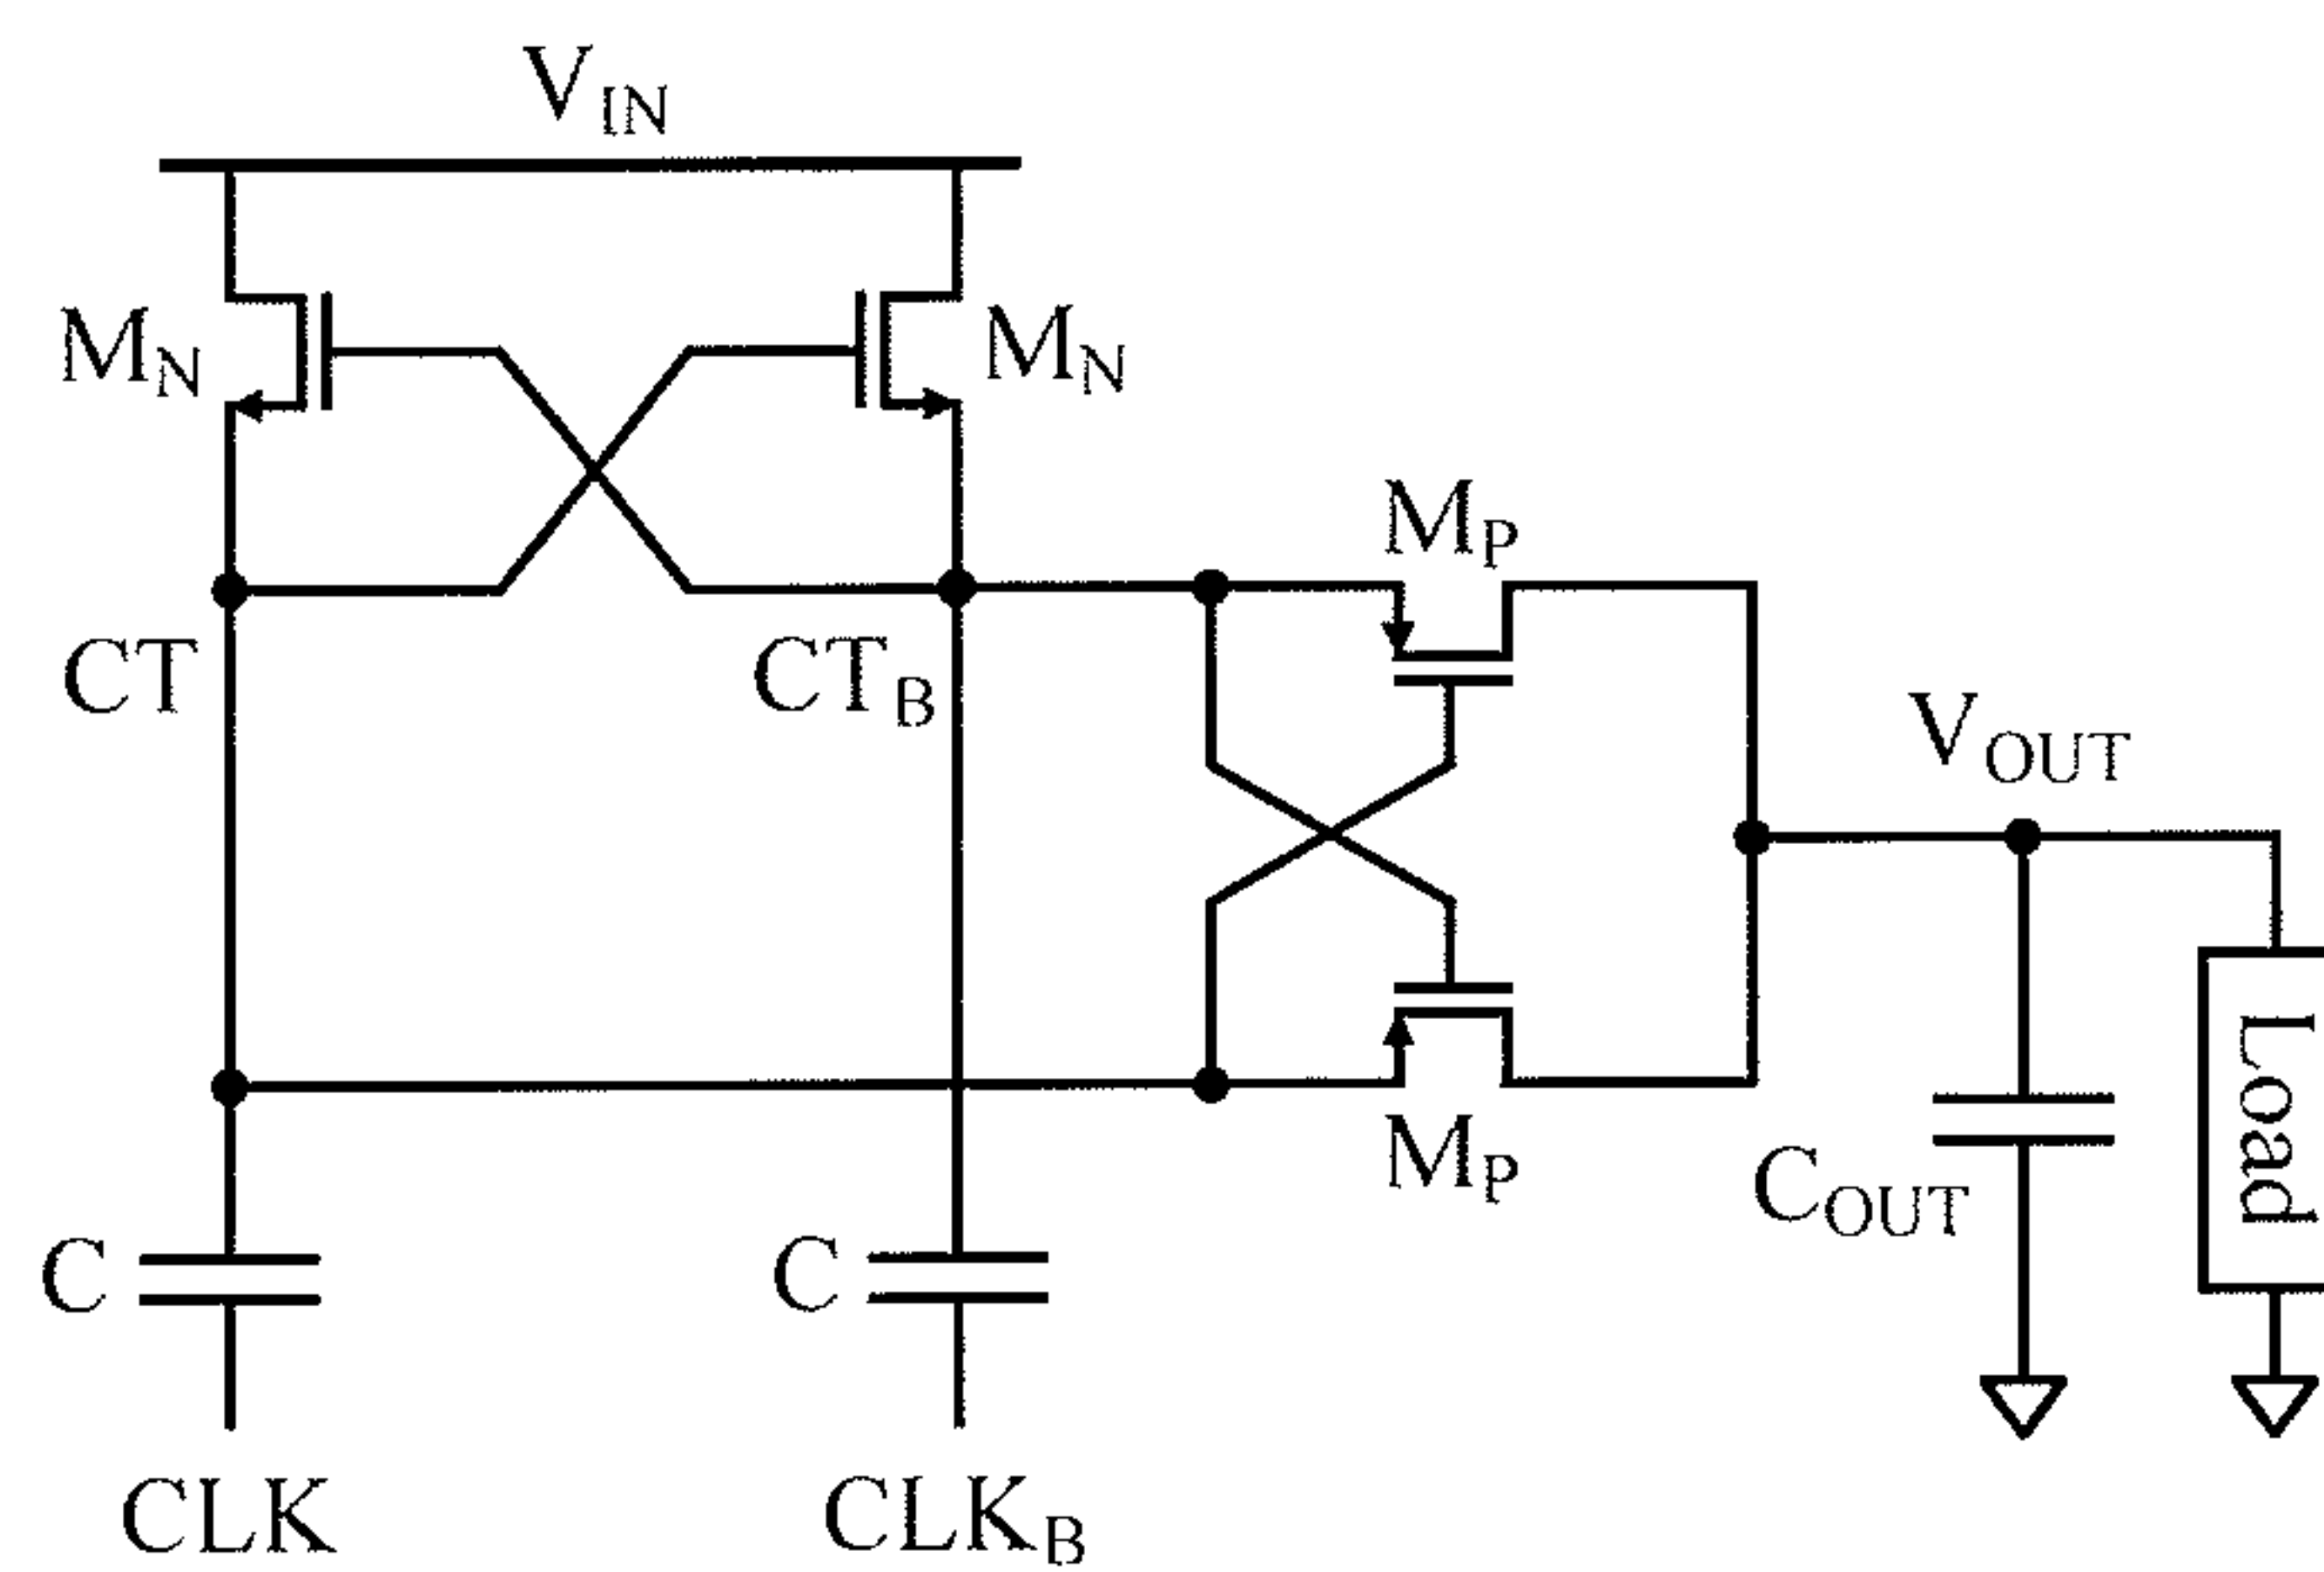 V_IN
M_N
M_N
M_P
CT
CT_B
V_OUT
Load
M_P
C_OUT
C
C
CLK
CLK_B